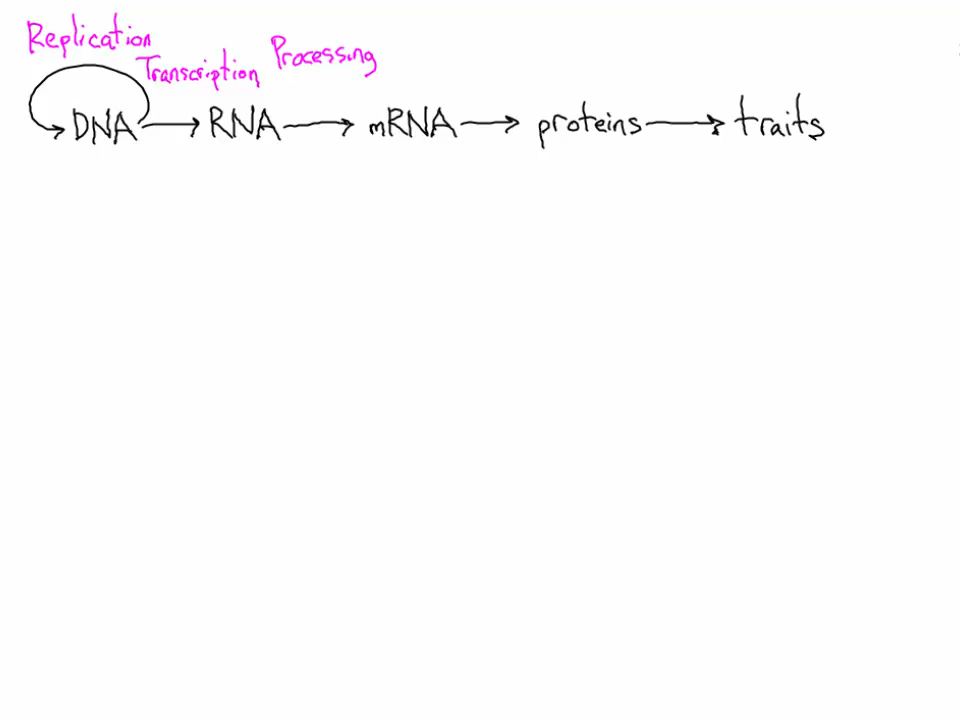 Replication
Transcription Processing
DNA → RNA → mRNA → proteins → traits